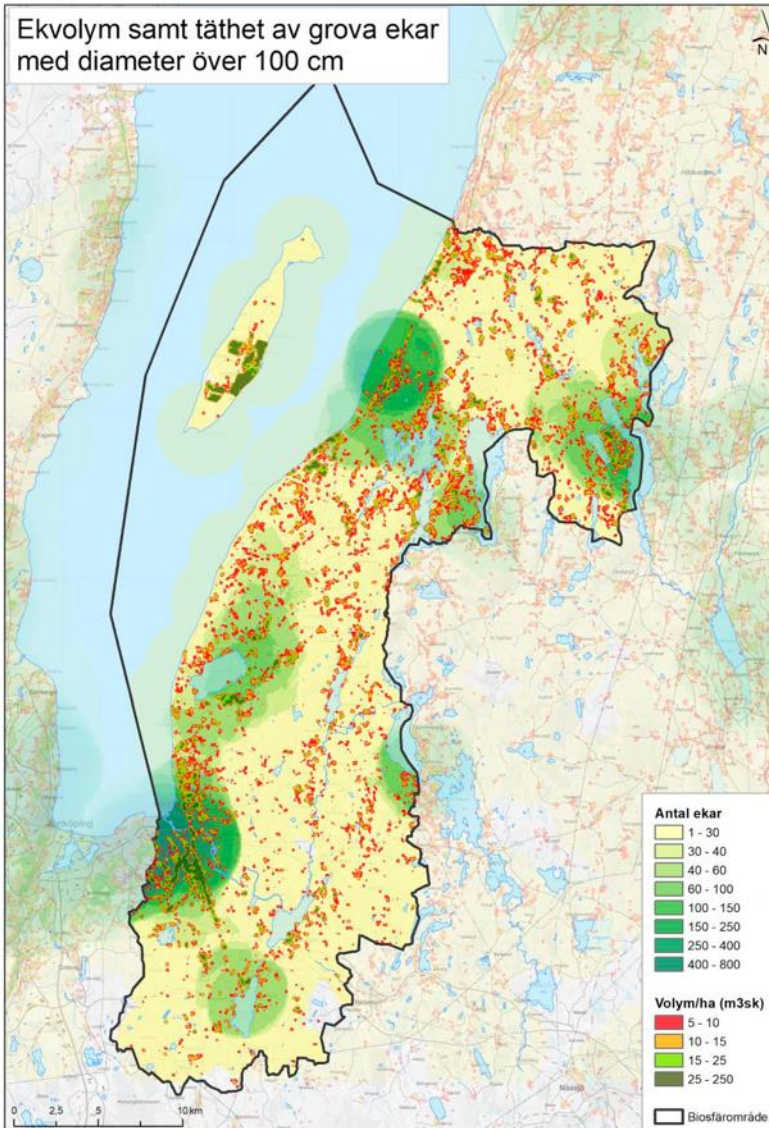 Ekvolym samt täthet av grova ekar
med diameter över 100 cm
N
Jönköping
Nässjö
Antal ekar
1 - 30
30 - 40
40 - 60
60 - 100
100 - 150
150 - 250
250 - 400
400 - 800
Volym/ha (m3sk)
5 - 10
10 - 15
15 - 25
25 - 250
Biosfärområde
0 2,5 5 10 km